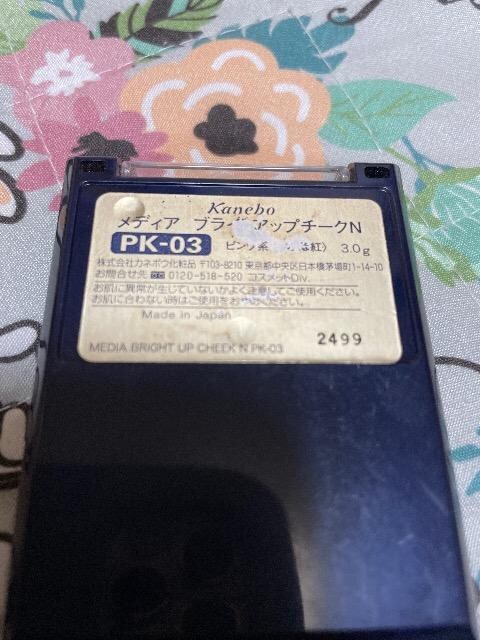 Kanebo
メディア ブライ アップチークN
PK-03 ピンク系 紅〉 3.0g
株式会社カネボウ化粧品 〒103-8210 東京都中央区日本橋茅場町1-14-10
お問合せ先 0120-518-520 コスメットDiv.
お肌に異常が生じていないかよく注意してご使用ください。
お肌に合わない時はご使用をおやめください。
Made in Japan
2499
MEDIA BRIGHT UP CHEEK N PK-03